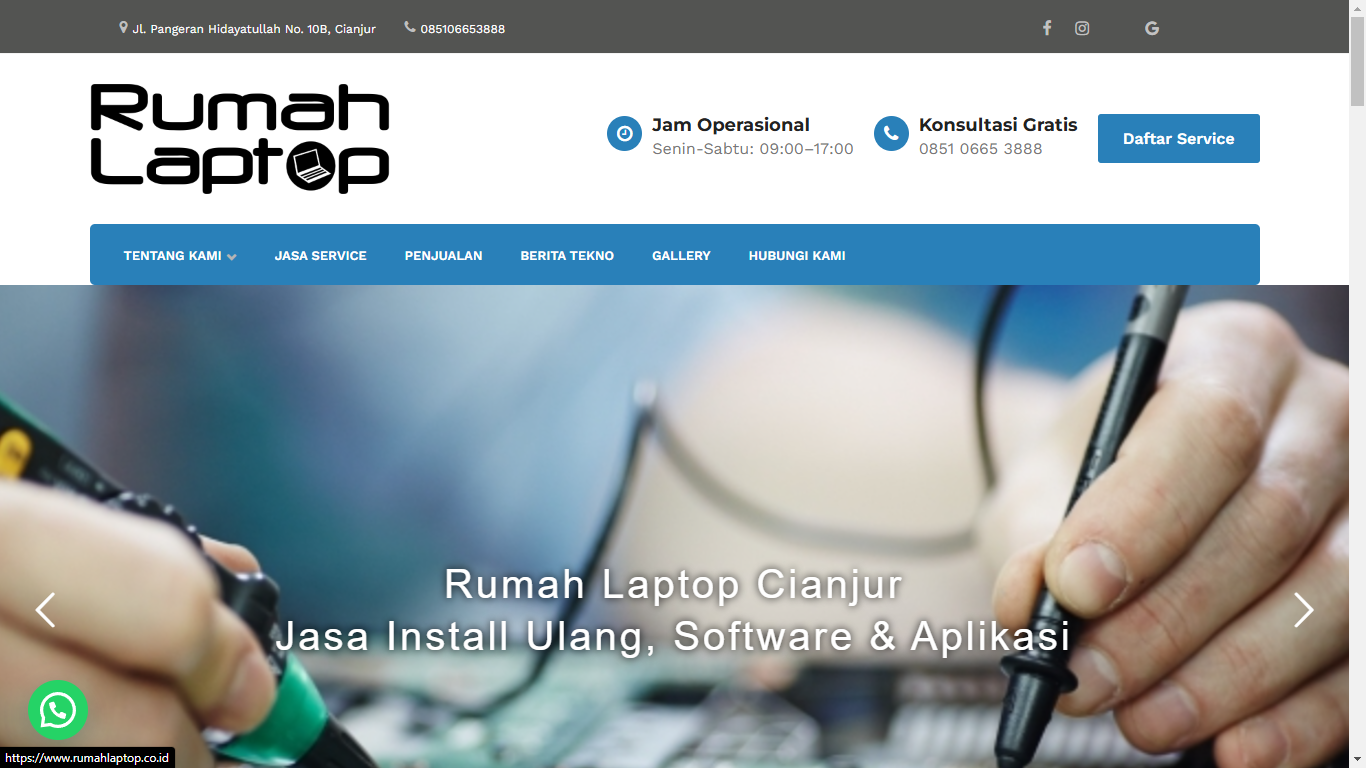 Jl. Pangeran Hidayatullah No. 10B, Cianjur
085106653888
Rumah
Laptop
Jam Operasional
Senin-Sabtu: 09:00–17:00
Konsultasi Gratis
0851 0665 3888
Daftar Service
TENTANG KAMI
JASA SERVICE
PENJUALAN
BERITA TEKNO
GALLERY
HUBUNGI KAMI
Rumah Laptop Cianjur
Jasa Install Ulang, Software & Aplikasi
https://www.rumahlaptop.co.id